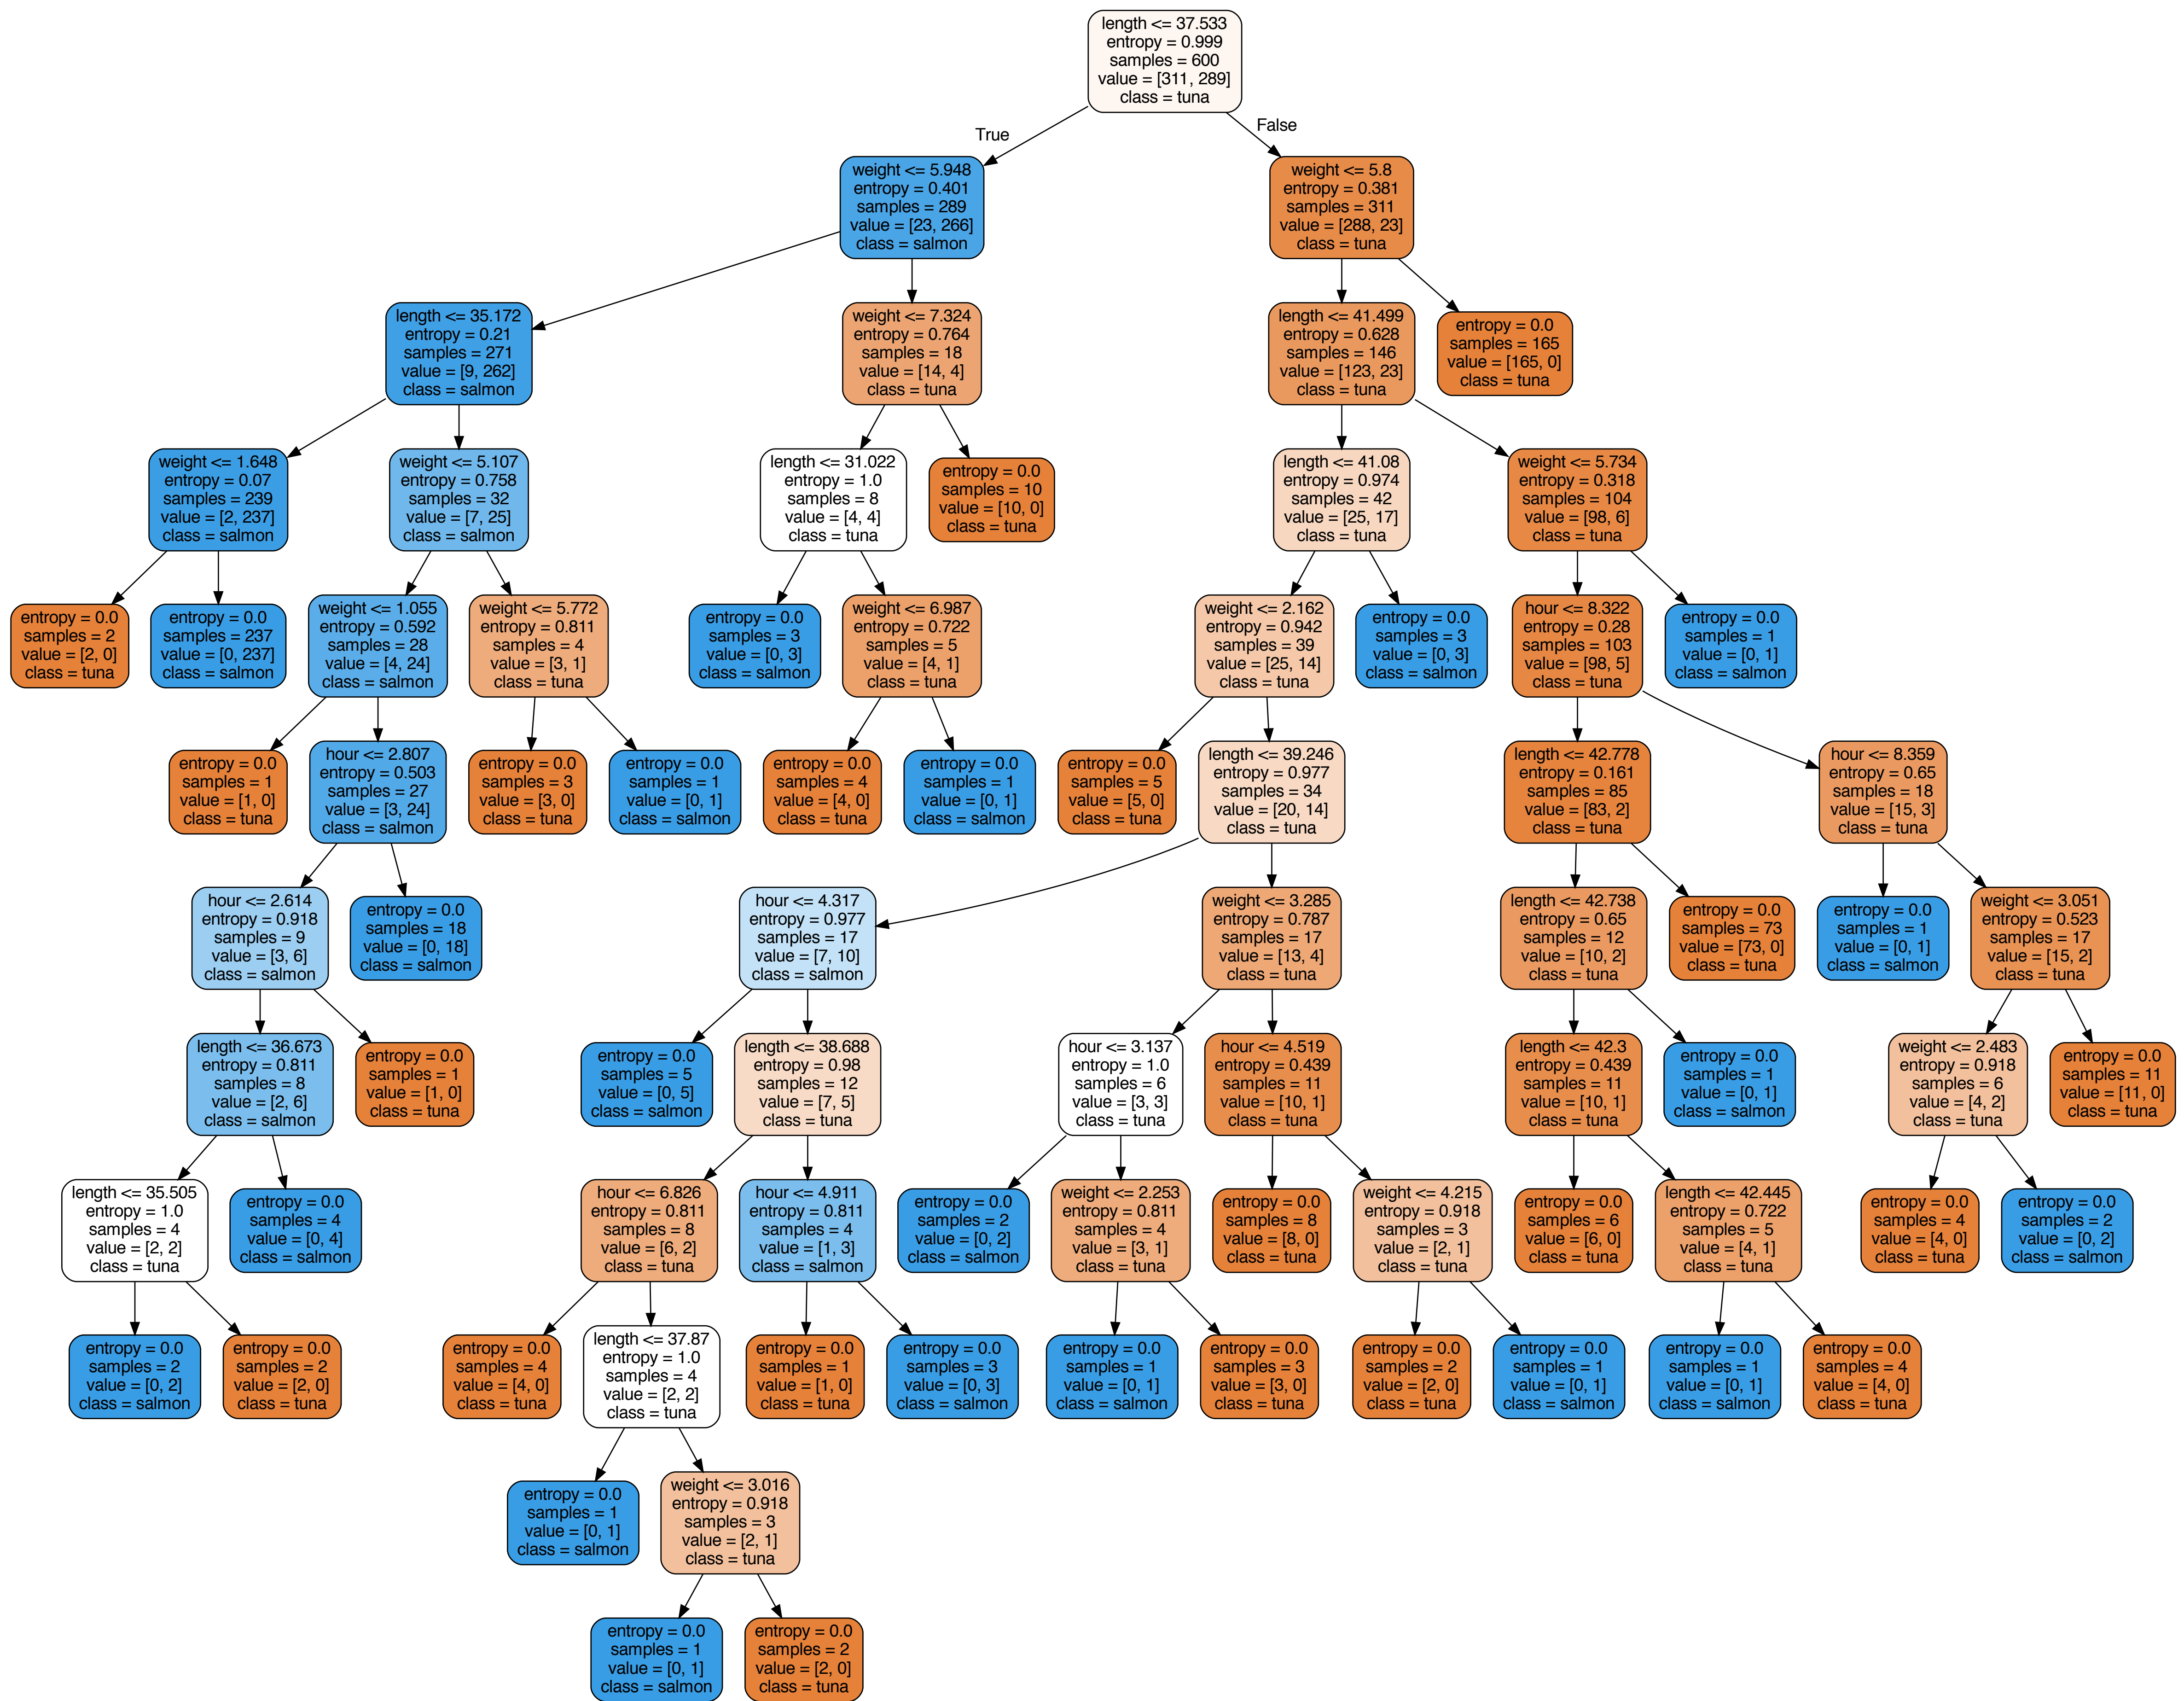 length <= 37.533
entropy = 0.999
samples = 600
value = [311, 289]
class = tuna
True
False
weight <= 5.948
entropy = 0.401
samples = 289
value = [23, 266]
class = salmon
weight <= 5.8
entropy = 0.381
samples = 311
value = [288, 23]
class = tuna
length <= 35.172
entropy = 0.21
samples = 271
value = [9, 262]
class = salmon
weight <= 7.324
entropy = 0.764
samples = 18
value = [14, 4]
class = tuna
length <= 41.499
entropy = 0.628
samples = 146
value = [123, 23]
class = tuna
entropy = 0.0
samples = 165
value = [165, 0]
class = tuna
weight <= 1.648
entropy = 0.07
samples = 239
value = [2, 237]
class = salmon
weight <= 5.107
entropy = 0.758
samples = 32
value = [7, 25]
class = salmon
length <= 31.022
entropy = 1.0
samples = 8
value = [4, 4]
class = tuna
entropy = 0.0
samples = 10
value = [10, 0]
class = tuna
length <= 41.08
entropy = 0.974
samples = 42
value = [25, 17]
class = tuna
weight <= 5.734
entropy = 0.318
samples = 104
value = [98, 6]
class = tuna
entropy = 0.0
samples = 2
value = [2, 0]
class = tuna
entropy = 0.0
samples = 237
value = [0, 237]
class = salmon
weight <= 1.055
entropy = 0.592
samples = 28
value = [4, 24]
class = salmon
weight <= 5.772
entropy = 0.811
samples = 4
value = [3, 1]
class = tuna
entropy = 0.0
samples = 3
value = [0, 3]
class = salmon
weight <= 6.987
entropy = 0.722
samples = 5
value = [4, 1]
class = tuna
weight <= 2.162
entropy = 0.942
samples = 39
value = [25, 14]
class = tuna
entropy = 0.0
samples = 3
value = [0, 3]
class = salmon
hour <= 8.322
entropy = 0.28
samples = 103
value = [98, 5]
class = tuna
entropy = 0.0
samples = 1
value = [0, 1]
class = salmon
entropy = 0.0
samples = 1
value = [1, 0]
class = tuna
hour <= 2.807
entropy = 0.503
samples = 27
value = [3, 24]
class = salmon
entropy = 0.0
samples = 3
value = [3, 0]
class = tuna
entropy = 0.0
samples = 1
value = [0, 1]
class = salmon
entropy = 0.0
samples = 4
value = [4, 0]
class = tuna
entropy = 0.0
samples = 1
value = [0, 1]
class = salmon
entropy = 0.0
samples = 5
value = [5, 0]
class = tuna
length <= 39.246
entropy = 0.977
samples = 34
value = [20, 14]
class = tuna
length <= 42.778
entropy = 0.161
samples = 85
value = [83, 2]
class = tuna
hour <= 8.359
entropy = 0.65
samples = 18
value = [15, 3]
class = tuna
hour <= 2.614
entropy = 0.918
samples = 9
value = [3, 6]
class = salmon
entropy = 0.0
samples = 18
value = [0, 18]
class = salmon
hour <= 4.317
entropy = 0.977
samples = 17
value = [7, 10]
class = salmon
weight <= 3.285
entropy = 0.787
samples = 17
value = [13, 4]
class = tuna
length <= 42.738
entropy = 0.65
samples = 12
value = [10, 2]
class = tuna
entropy = 0.0
samples = 73
value = [73, 0]
class = tuna
entropy = 0.0
samples = 1
value = [0, 1]
class = salmon
weight <= 3.051
entropy = 0.523
samples = 17
value = [15, 2]
class = tuna
length <= 36.673
entropy = 0.811
samples = 8
value = [2, 6]
class = salmon
entropy = 0.0
samples = 1
value = [1, 0]
class = tuna
entropy = 0.0
samples = 5
value = [0, 5]
class = salmon
length <= 38.688
entropy = 0.98
samples = 12
value = [7, 5]
class = tuna
hour <= 3.137
entropy = 1.0
samples = 6
value = [3, 3]
class = tuna
hour <= 4.519
entropy = 0.439
samples = 11
value = [10, 1]
class = tuna
length <= 42.3
entropy = 0.439
samples = 11
value = [10, 1]
class = tuna
entropy = 0.0
samples = 1
value = [0, 1]
class = salmon
weight <= 2.483
entropy = 0.918
samples = 6
value = [4, 2]
class = tuna
entropy = 0.0
samples = 11
value = [11, 0]
class = tuna
length <= 35.505
entropy = 1.0
samples = 4
value = [2, 2]
class = tuna
entropy = 0.0
samples = 4
value = [0, 4]
class = salmon
hour <= 6.826
entropy = 0.811
samples = 8
value = [6, 2]
class = tuna
hour <= 4.911
entropy = 0.811
samples = 4
value = [1, 3]
class = salmon
entropy = 0.0
samples = 2
value = [0, 2]
class = salmon
weight <= 2.253
entropy = 0.811
samples = 4
value = [3, 1]
class = tuna
entropy = 0.0
samples = 8
value = [8, 0]
class = tuna
weight <= 4.215
entropy = 0.918
samples = 3
value = [2, 1]
class = tuna
entropy = 0.0
samples = 6
value = [6, 0]
class = tuna
length <= 42.445
entropy = 0.722
samples = 5
value = [4, 1]
class = tuna
entropy = 0.0
samples = 4
value = [4, 0]
class = tuna
entropy = 0.0
samples = 2
value = [0, 2]
class = salmon
entropy = 0.0
samples = 2
value = [0, 2]
class = salmon
entropy = 0.0
samples = 2
value = [2, 0]
class = tuna
entropy = 0.0
samples = 4
value = [4, 0]
class = tuna
length <= 37.87
entropy = 1.0
samples = 4
value = [2, 2]
class = tuna
entropy = 0.0
samples = 1
value = [1, 0]
class = tuna
entropy = 0.0
samples = 3
value = [0, 3]
class = salmon
entropy = 0.0
samples = 1
value = [0, 1]
class = salmon
entropy = 0.0
samples = 3
value = [3, 0]
class = tuna
entropy = 0.0
samples = 2
value = [2, 0]
class = tuna
entropy = 0.0
samples = 1
value = [0, 1]
class = salmon
entropy = 0.0
samples = 1
value = [0, 1]
class = salmon
entropy = 0.0
samples = 4
value = [4, 0]
class = tuna
entropy = 0.0
samples = 1
value = [0, 1]
class = salmon
weight <= 3.016
entropy = 0.918
samples = 3
value = [2, 1]
class = tuna
entropy = 0.0
samples = 1
value = [0, 1]
class = salmon
entropy = 0.0
samples = 2
value = [2, 0]
class = tuna